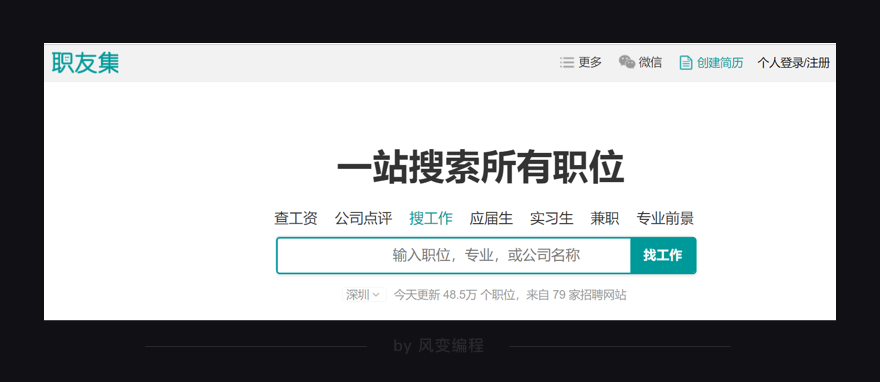 职友集 更多 微信 创建简历 个人登录/注册
一站搜索所有职位
查工资 公司点评 搜工作 应届生 实习生 兼职 专业前景
输入职位，专业，或公司名称 找工作
深圳 今天更新 48.5万 个职位，来自 79 家招聘网站
by 风变编程